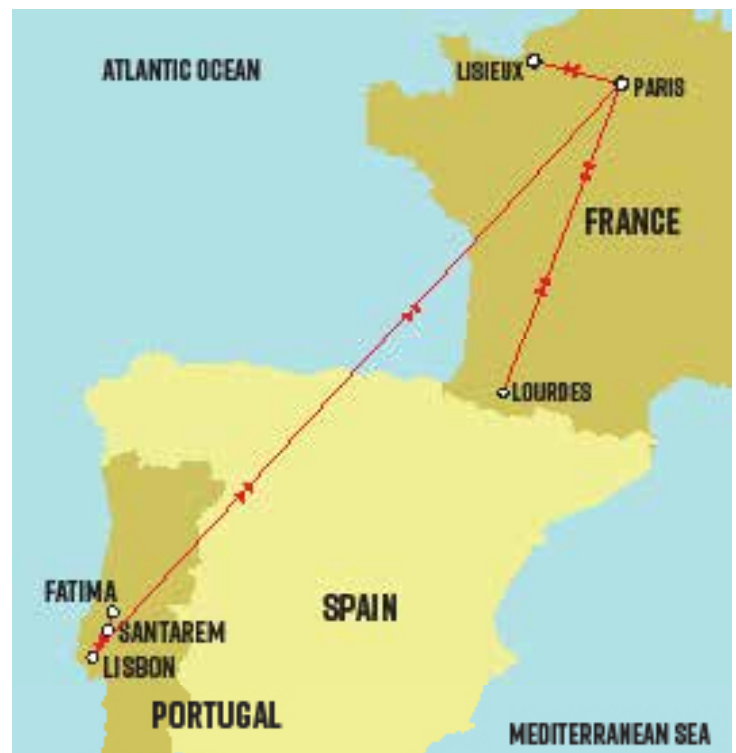 ATLANTIC OCEAN
LISIEUX
PARIS
FRANCE
LOURDES
FATIMA
SANTAREM
SPAIN
LISBON
PORTUGAL
MEDITERRANEAN SEA